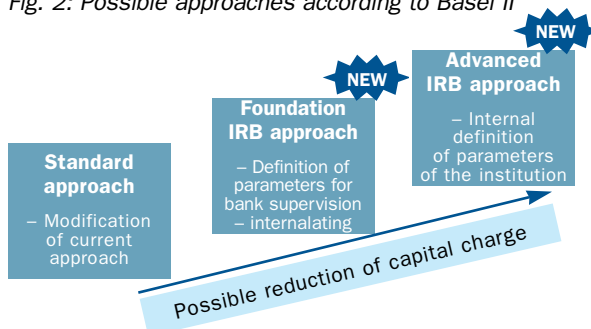 Fig. 2: Possible approaches according to Basel II
NEW
Advanced
IRB approach
– Internal
definition
of parameters
of the institution
NEW
Foundation
IRB approach
– Definition of
parameters for
bank supervision
– internalating
Standard
approach
– Modification
of current
approach
Possible reduction of capital charge